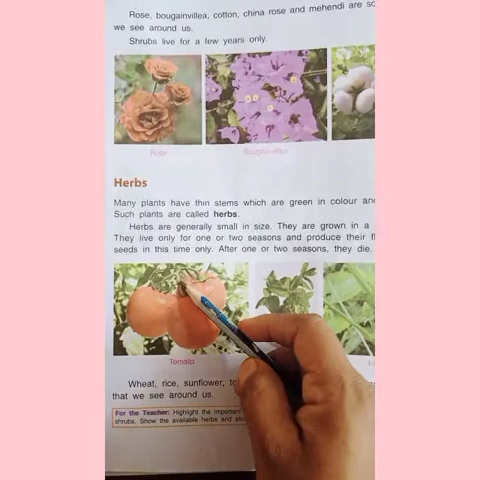 Rose, bougainvillea, cotton, china rose and mehendi are
we see around us.
Shrubs live for a few years only.
Rose
Bougainvillea
Herbs
Many plants have thin stems which are green in colour
Such plants are called herbs.
Herbs are generally small in size. They are grown in a
They live only for one or two seasons and produce their
seeds in this time only. After one or two seasons, they die.
Tomato
Wheat, rice, sunflower,
that we see around us.
For the Teacher: Highlight the important
shrubs. Show the available herbs and